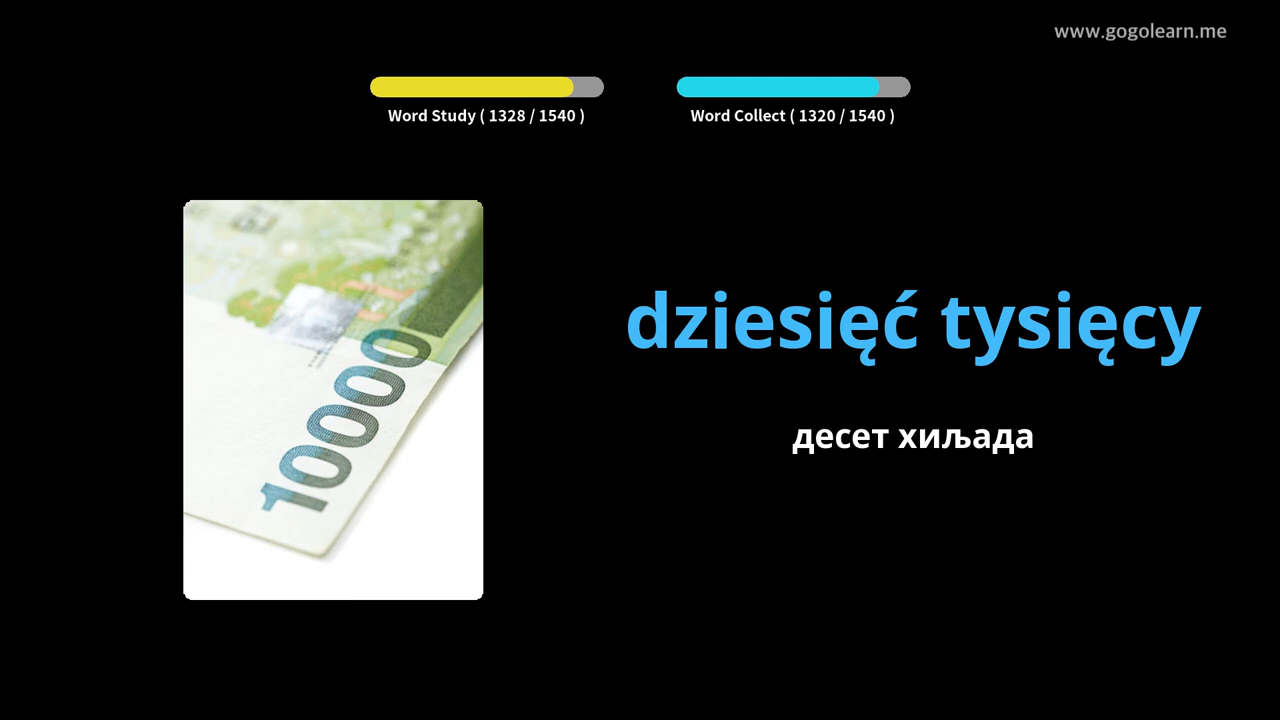 www.gogolearn.me
Word Study ( 1328 / 1540 )
Word Collect ( 1320 / 1540 )
10000
dziesięć tysięcy
десет хиљада